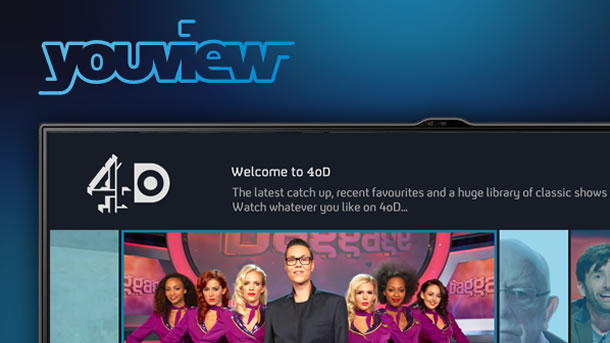 youview
4oD
Welcome to 4oD
The latest catch up, recent favourites and a huge library of classic shows
Watch whatever you like on 4oD...
Baggage
Baggag